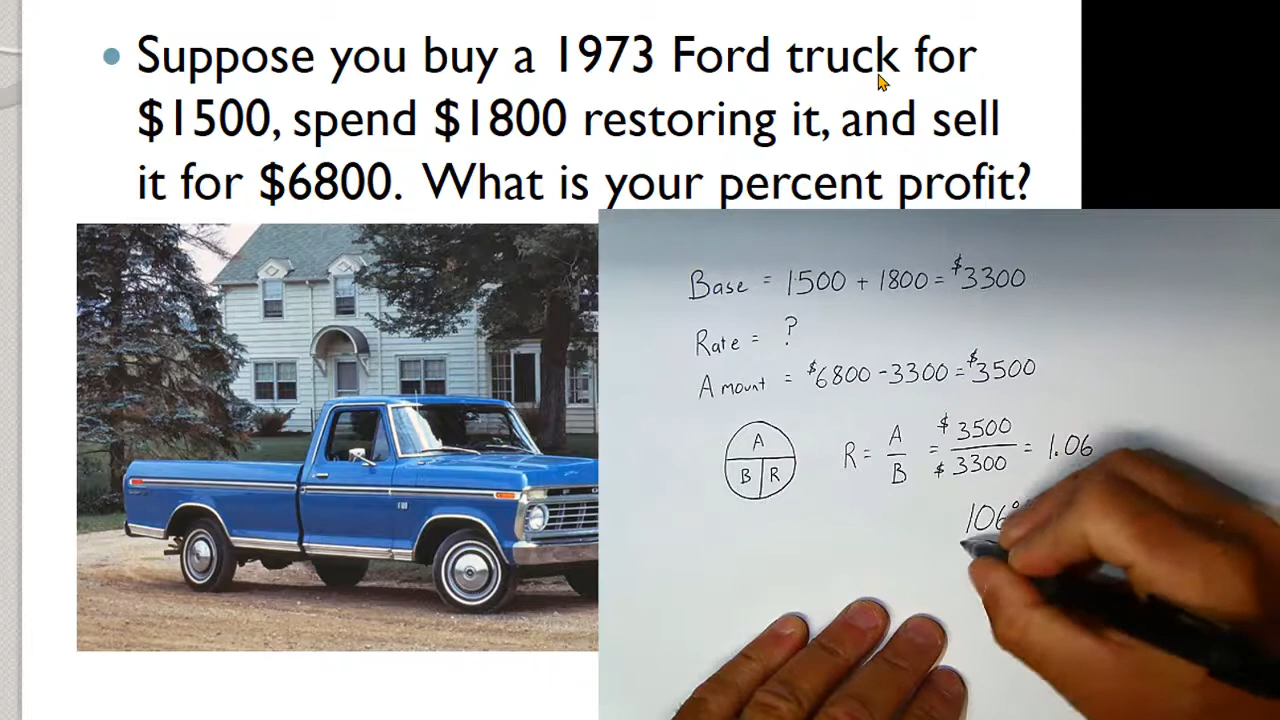 Suppose you buy a 1973 Ford truck for
$1500, spend $1800 restoring it, and sell
it for $6800. What is your percent profit?
Base = 1500 + 1800 = $3300
Rate = ?
Amount = $6800 - 3300 = $3500
A
B R
R = A/B = $3500/$3300 = 1.06
106%